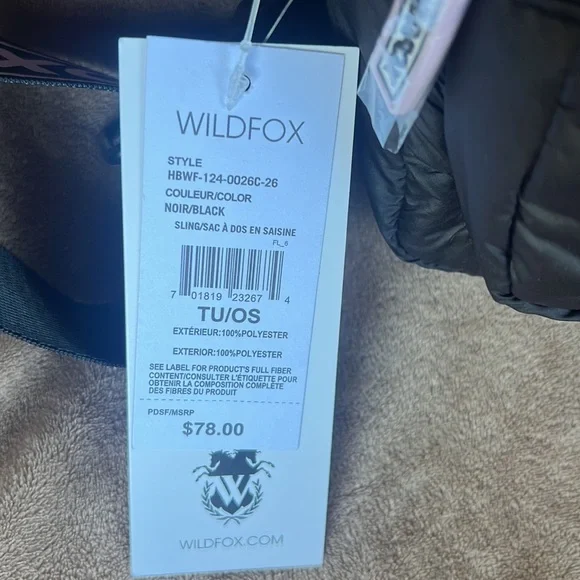 WILDFOX
STYLE
HBWF-124-0026C-26
COULEUR/COLOR
NOIR/BLACK
SLING/SAC À DOS EN SAISINE
FL_6
7 01819 23267 4
TU/OS
EXTÉRIEUR:100%POLYESTER
EXTERIOR:100%POLYESTER
SEE LABEL FOR PRODUCT'S FULL FIBER
CONTENT/CONSULTER L'ÉTIQUETTE POUR
OBTENIR LA COMPOSITION COMPLÈTE
DES FIBRES DU PRODUIT
PDSF/MSRP
$78.00
W
WILDFOX.COM